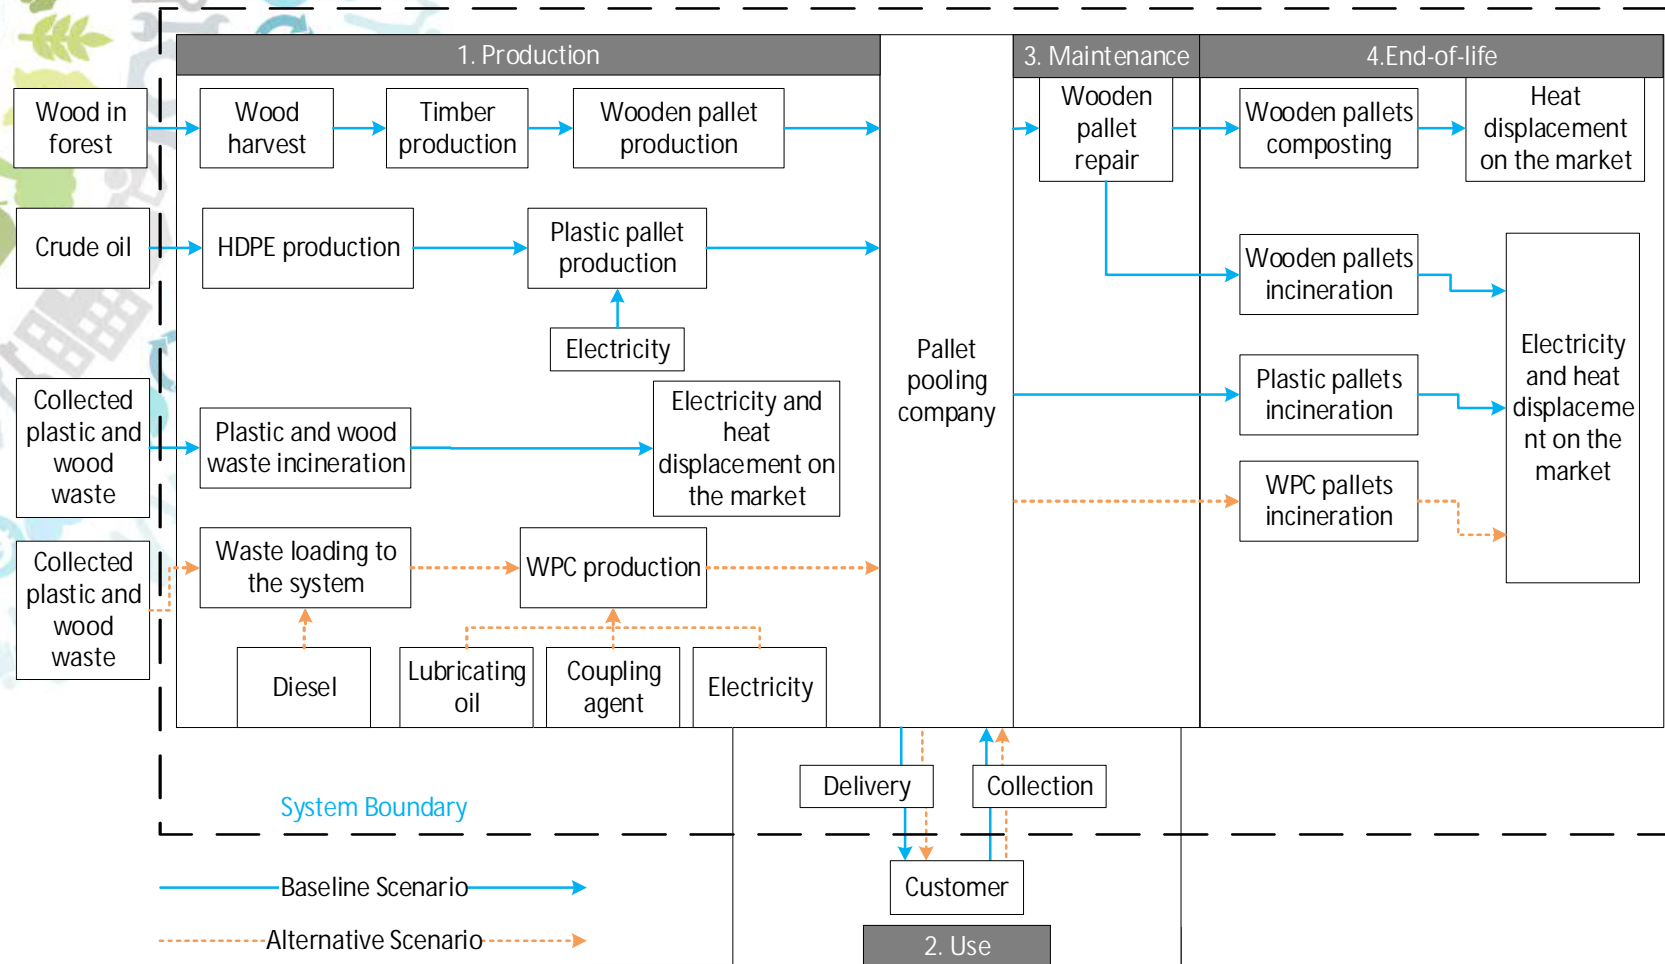 1. Production
3. Maintenance
4.End-of-life
Wood in
forest
Wood
harvest
Timber
production
Wooden pallet
production
Wooden
pallet
repair
Wooden pallets
composting
Heat
displacement
on the market
Crude oil
HDPE production
Plastic pallet
production
Electricity
Wooden pallets
incineration
Pallet
pooling
company
Plastic pallets
incineration
Electricity
and heat
displaceme
nt on the
market
Collected
plastic and
wood
waste
Plastic and wood
waste incineration
Electricity and
heat
displacement on
the market
WPC pallets
incineration
Collected
plastic and
wood
waste
Waste loading to
the system
WPC production
Diesel
Lubricating
oil
Coupling
agent
Electricity
Delivery
Collection
System Boundary
Customer
Baseline Scenario
Alternative Scenario
2. Use